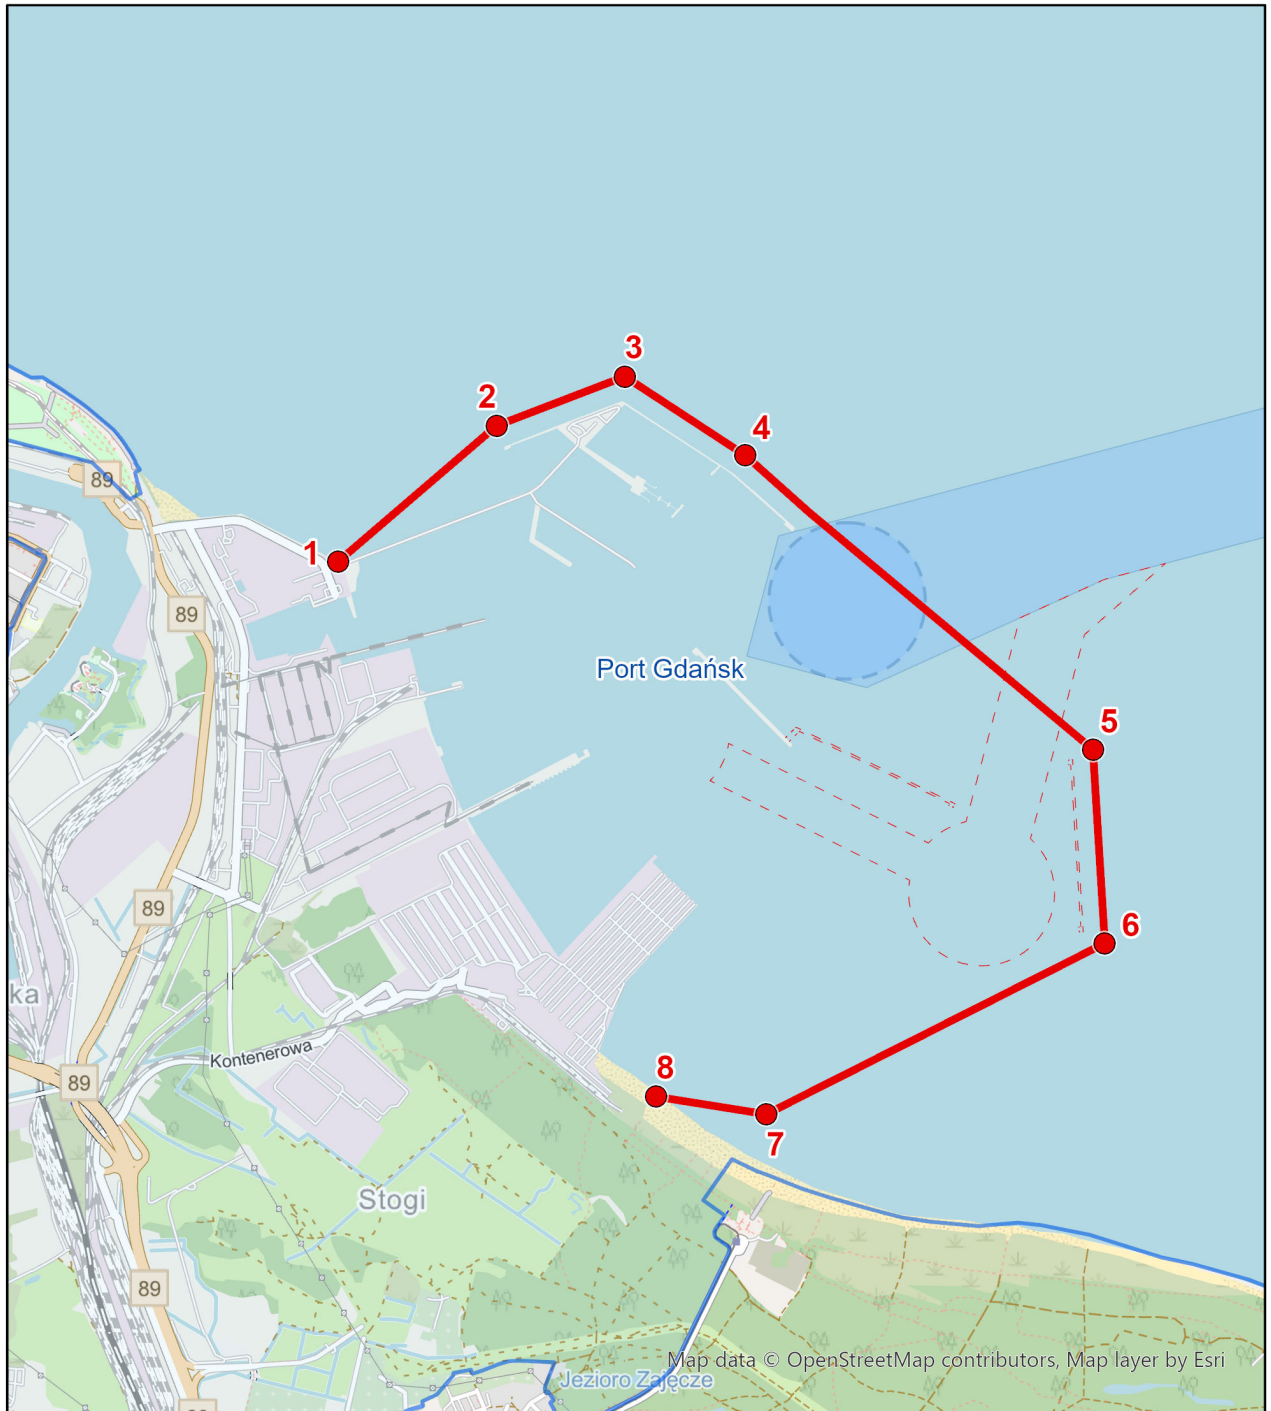 3
2
4
89
1
89
Port Gdańsk
5
89
6
ka
Kontenerowa
8
89
7
Stogi
89
Map data © OpenStreetMap contributors, Map layer by Esri
Jezioro Zajęcze